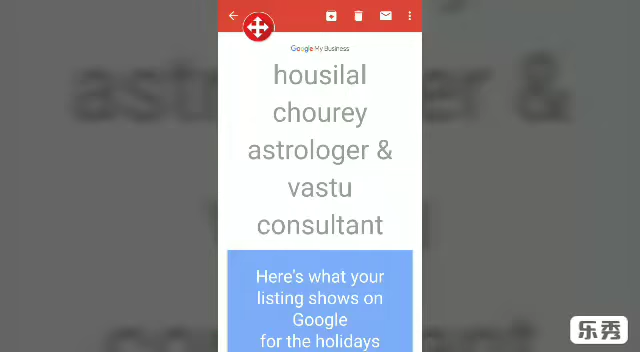 Google My Business
housilal
chourey
astrologer &
vastu
consultant
Here's what your
listing shows on
Google
for the holidays
乐秀